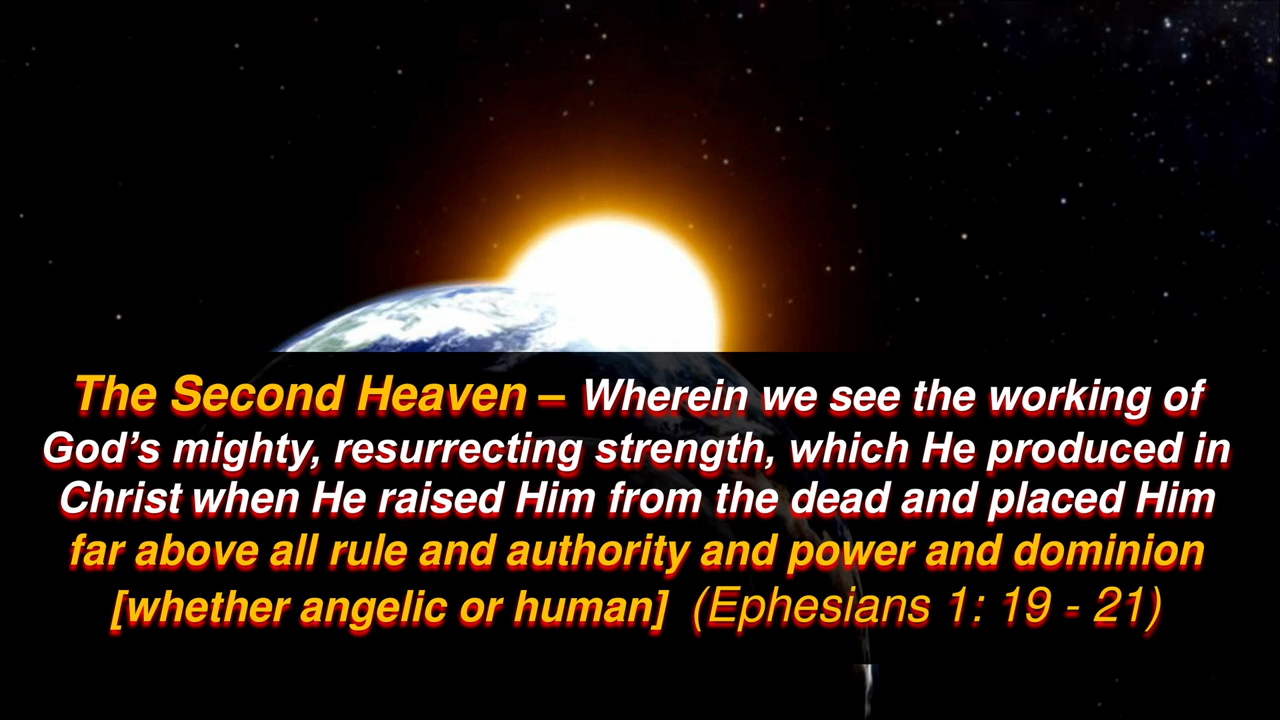 The Second Heaven – Wherein we see the working of
God’s mighty, resurrecting strength, which He produced in
Christ when He raised Him from the dead and placed Him
far above all rule and authority and power and dominion
[whether angelic or human] (Ephesians 1: 19 - 21)